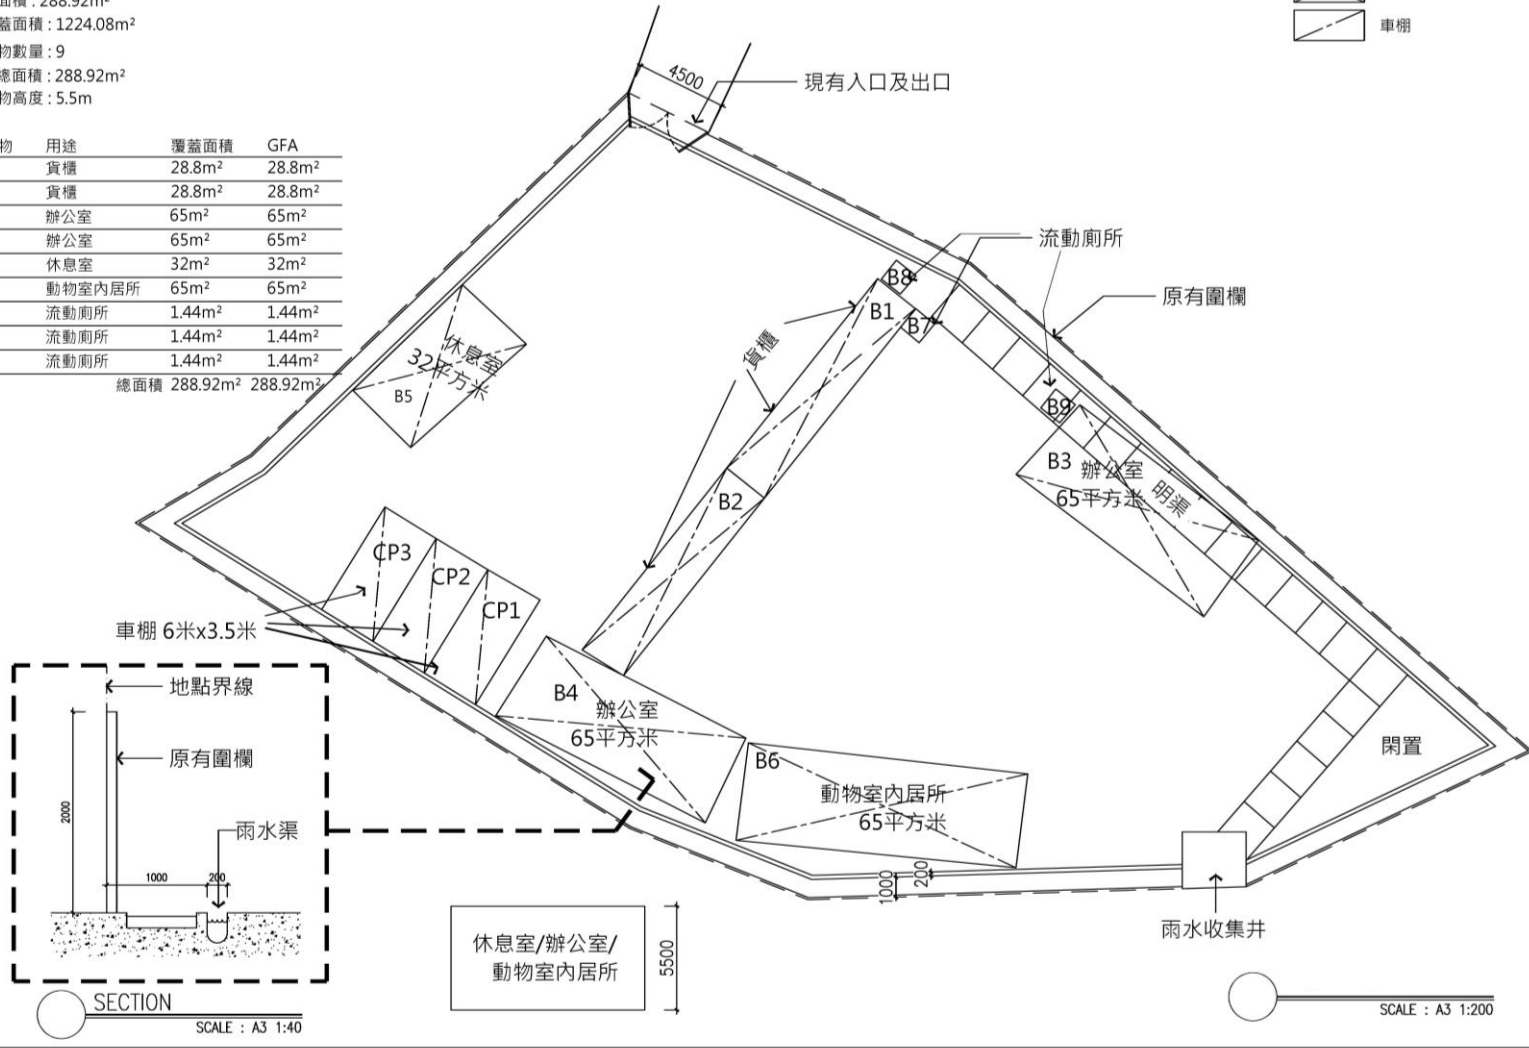 面積 : 288.92m²
蓋面積 : 1224.08m²
物數量 : 9
總面積 : 288.92m²
物高度 : 5.5m
物 用途 覆蓋面積 GFA
貨櫃 28.8m² 28.8m²
貨櫃 28.8m² 28.8m²
辦公室 65m² 65m²
辦公室 65m² 65m²
休息室 32m² 32m²
動物室內居所 65m² 65m²
流動廁所 1.44m² 1.44m²
流動廁所 1.44m² 1.44m²
流動廁所 1.44m² 1.44m²
總面積 288.92m² 288.92m²
車棚
4500
現有入口及出口
流動廁所
原有圍欄
B8
B1
B7
貨櫃
休息室
32平方米
B5
B9
B3 辦公室
65平方米
明渠
B2
CP3
CP2
CP1
車棚 6米x3.5米
B4 辦公室
65平方米
B6
動物室內居所
65平方米
閑置
1000
200
雨水收集井
地點界線
原有圍欄
2000
雨水渠
1000
200
SECTION
SCALE : A3 1:40
休息室/辦公室/
動物室內居所
5500
SCALE : A3 1:200